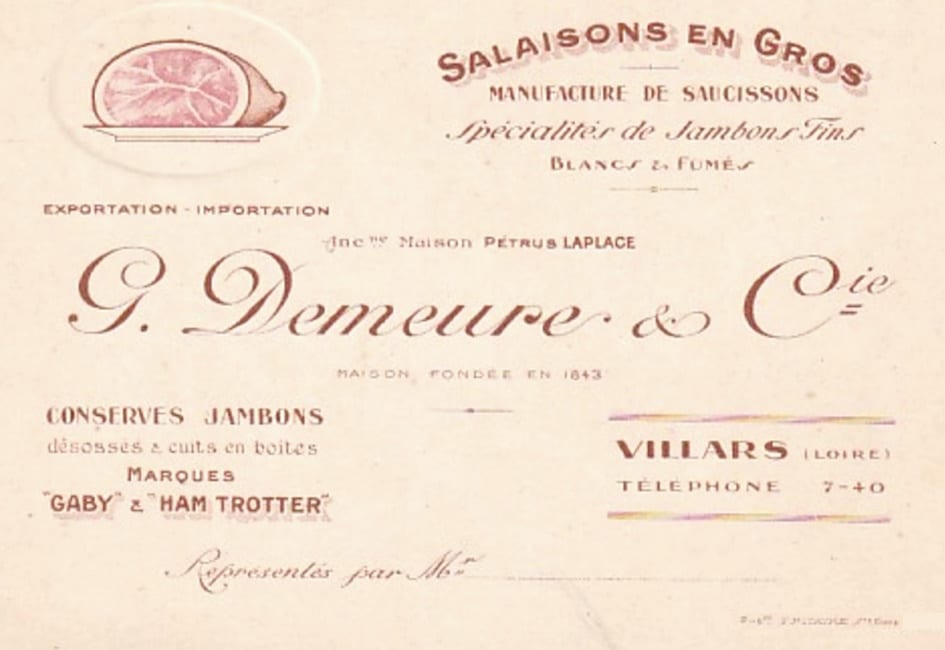 SALAISONS EN GROS
MANUFACTURE DE SAUCISSONS
Spécialités de Jambons Fins
BLANCS & FUMÉS
EXPORTATION - IMPORTATION
Anc.ne Maison PÉTRUS LAPLACE
G. Demeure & Cie
MAISON FONDÉE EN 1843
CONSERVES JAMBONS
désossés & cuits en boites
MARQUES
"GABY" & "HAM TROTTER"
VILLARS (LOIRE)
TÉLÉPHONE 7-40
Représentés par Mr